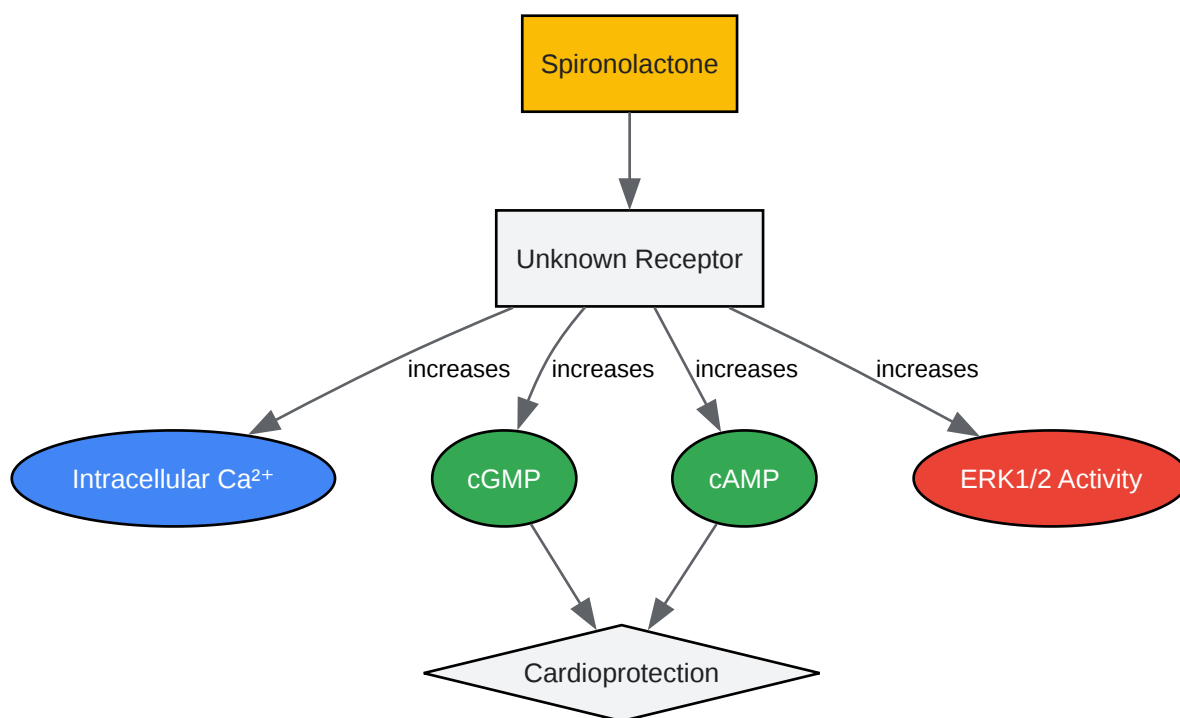 Spironolactone
Unknown Receptor
increases
increases
increases
increases
Intracellular Ca²⁺
cGMP
cAMP
ERK1/2 Activity
Cardioprotection